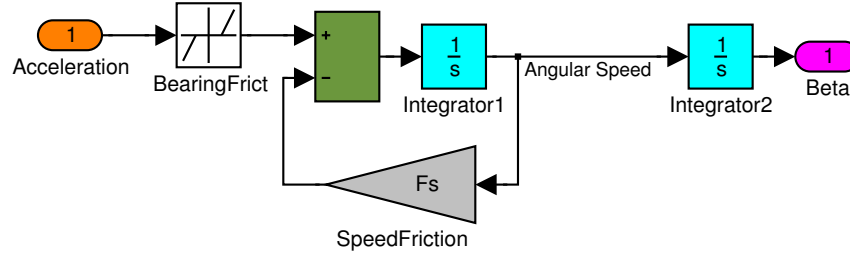 1
Acceleration
BearingFrict
+
−
1
s
Integrator1
Angular Speed
1
s
Integrator2
1
Beta
Fs
SpeedFriction